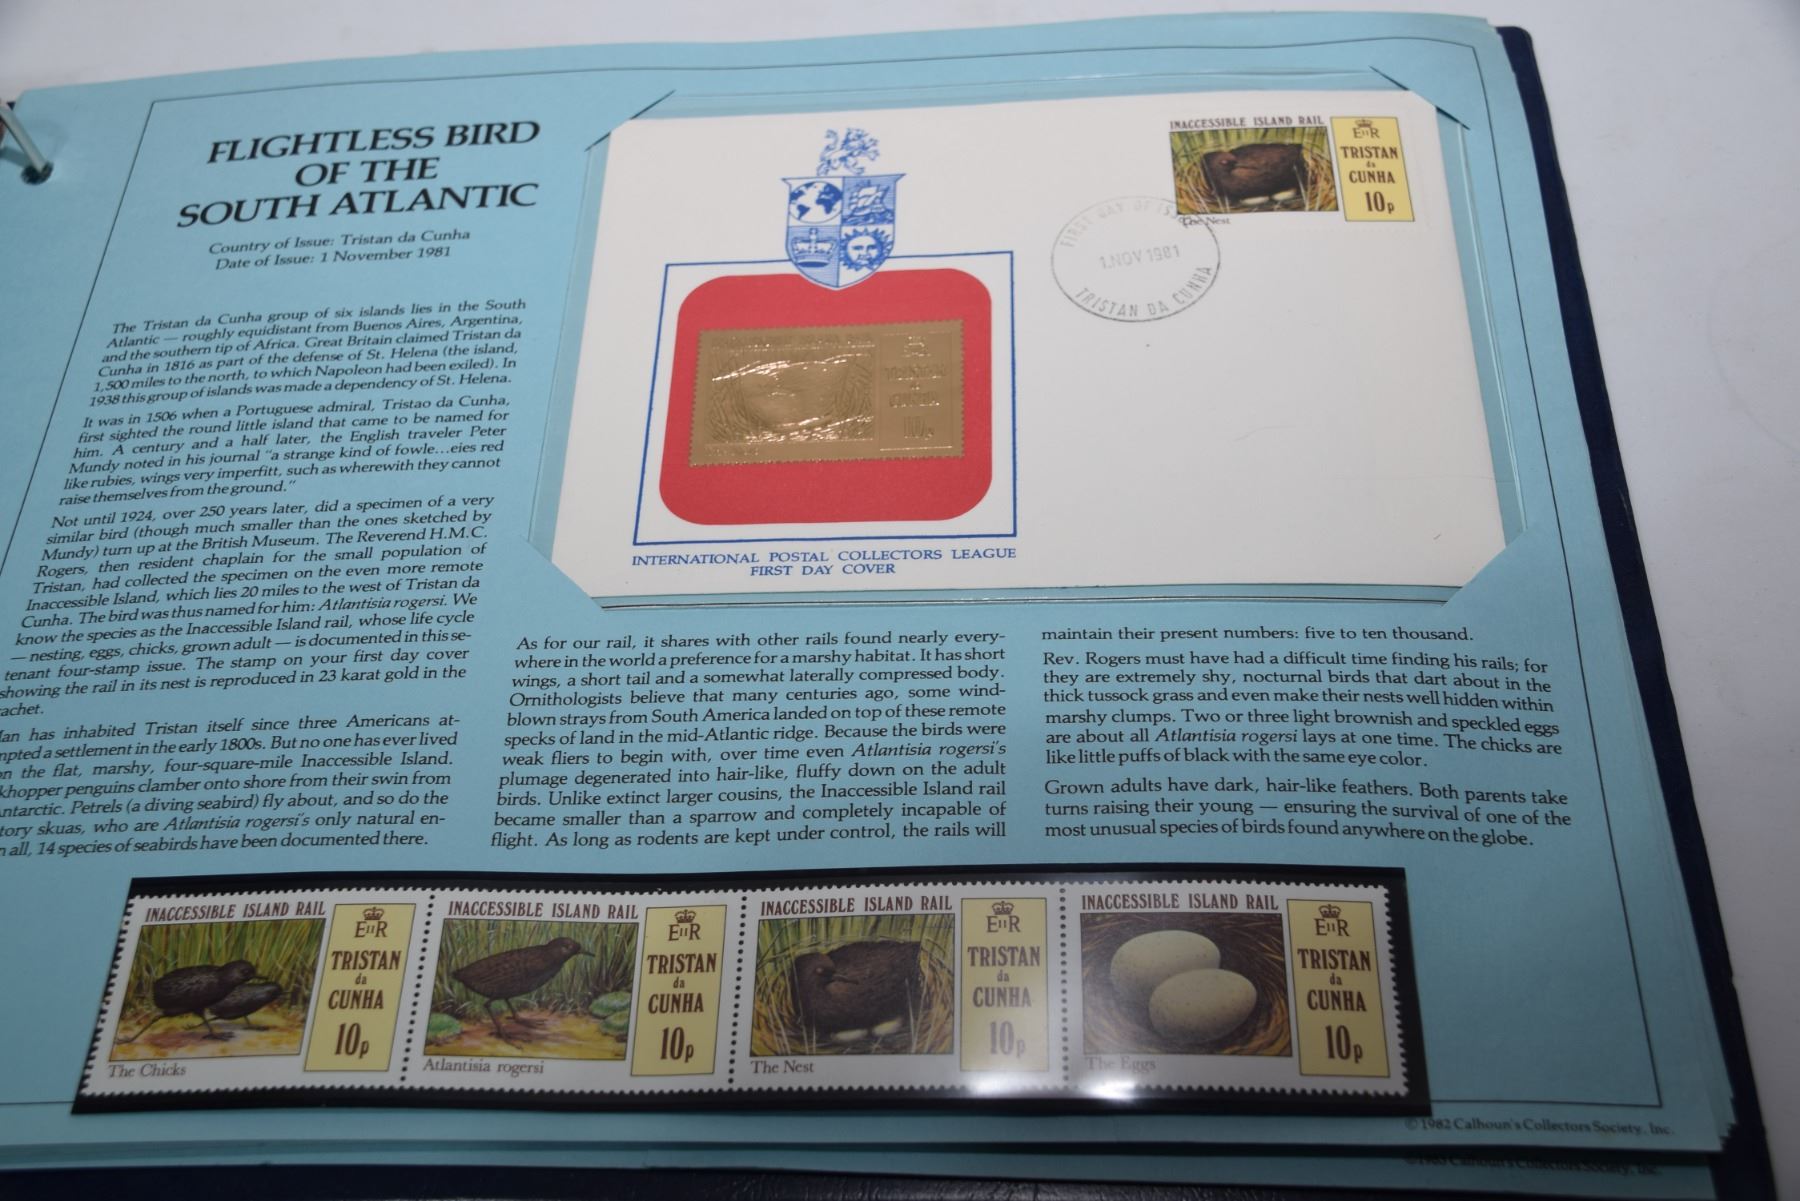 FLIGHTLESS BIRD
OF THE
SOUTH ATLANTIC
Country of Issue: Tristan da Cunha
Date of Issue: 1 November 1981
The Tristan da Cunha group of six islands lies in the South
Atlantic — roughly equidistant from Buenos Aires, Argentina,
and the southern tip of Africa. Great Britain claimed Tristan da
Cunha in 1816 as part of the defense of St. Helena (the island,
1,500 miles to the north, to which Napoleon had been exiled). In
1938 this group of islands was made a dependency of St. Helena.
It was in 1506 when a Portuguese admiral, Tristao da Cunha,
first sighted the round little island that came to be named for
him. A century and a half later, the English traveler Peter
Mundy noted in his journal "a strange kind of fowle...eies red
like rubies, wings very imperfitt, such as wherewith they cannot
raise themselves from the ground."
Not until 1924, over 250 years later, did a specimen of a very
similar bird (though much smaller than the ones sketched by
Mundy) turn up at the British Museum. The Reverend H.M.C.
Rogers, then resident chaplain for the small population of
Tristan, had collected the specimen on the even more remote
Inaccessible Island, which lies 20 miles to the west of Tristan da
Cunha. The bird was thus named for him: Atlantisia rogersi. We
know the species as the Inaccessible Island rail, whose life cycle
— nesting, eggs, chicks, grown adult — is documented in this se-
tenant four-stamp issue. The stamp on your first day cover
showing the rail in its nest is reproduced in 23 karat gold in the
achet.
an has inhabited Tristan itself since three Americans at-
mpted a settlement in the early 1800s. But no one has ever lived
on the flat, marshy, four-square-mile Inaccessible Island.
khopper penguins clamber onto shore from their swin from
ntarctic. Petrels (a diving seabird) fly about, and so do the
tory skuas, who are Atlantisia rogersi's only natural en-
n all, 14 species of seabirds have been documented there.
INACCESSIBLE ISLAND RAIL
EIIR
TRISTAN
da
CUNHA
10p
The Nest
FIRST DAY OF ISSUE
1.NOV 1981
TRISTAN DA CUNHA
TRISTAN
da
CUNHA
10p
INTERNATIONAL POSTAL COLLECTORS LEAGUE
FIRST DAY COVER
As for our rail, it shares with other rails found nearly every-
where in the world a preference for a marshy habitat. It has short
wings, a short tail and a somewhat laterally compressed body.
Ornithologists believe that many centuries ago, some wind-
blown strays from South America landed on top of these remote
specks of land in the mid-Atlantic ridge. Because the birds were
weak fliers to begin with, over time even Atlantisia rogersi's
plumage degenerated into hair-like, fluffy down on the adult
birds. Unlike extinct larger cousins, the Inaccessible Island rail
became smaller than a sparrow and completely incapable of
flight. As long as rodents are kept under control, the rails will
maintain their present numbers: five to ten thousand.
Rev. Rogers must have had a difficult time finding his rails; for
they are extremely shy, nocturnal birds that dart about in the
thick tussock grass and even make their nests well hidden within
marshy clumps. Two or three light brownish and speckled eggs
are about all Atlantisia rogersi lays at one time. The chicks are
like little puffs of black with the same eye color.
Grown adults have dark, hair-like feathers. Both parents take
turns raising their young — ensuring the survival of one of the
most unusual species of birds found anywhere on the globe.
INACCESSIBLE ISLAND RAIL
EIIR
TRISTAN
da
CUNHA
10p
The Chicks
INACCESSIBLE ISLAND RAIL
EIIR
TRISTAN
da
CUNHA
10p
Atlantisia rogersi
INACCESSIBLE ISLAND RAIL
EIIR
TRISTAN
da
CUNHA
10p
The Nest
INACCESSIBLE ISLAND RAIL
EIIR
TRISTAN
da
CUNHA
10p
The Eggs
©1982 Calhoun's Collectors Society, Inc.
Calhoun's Collectors Society, Inc.